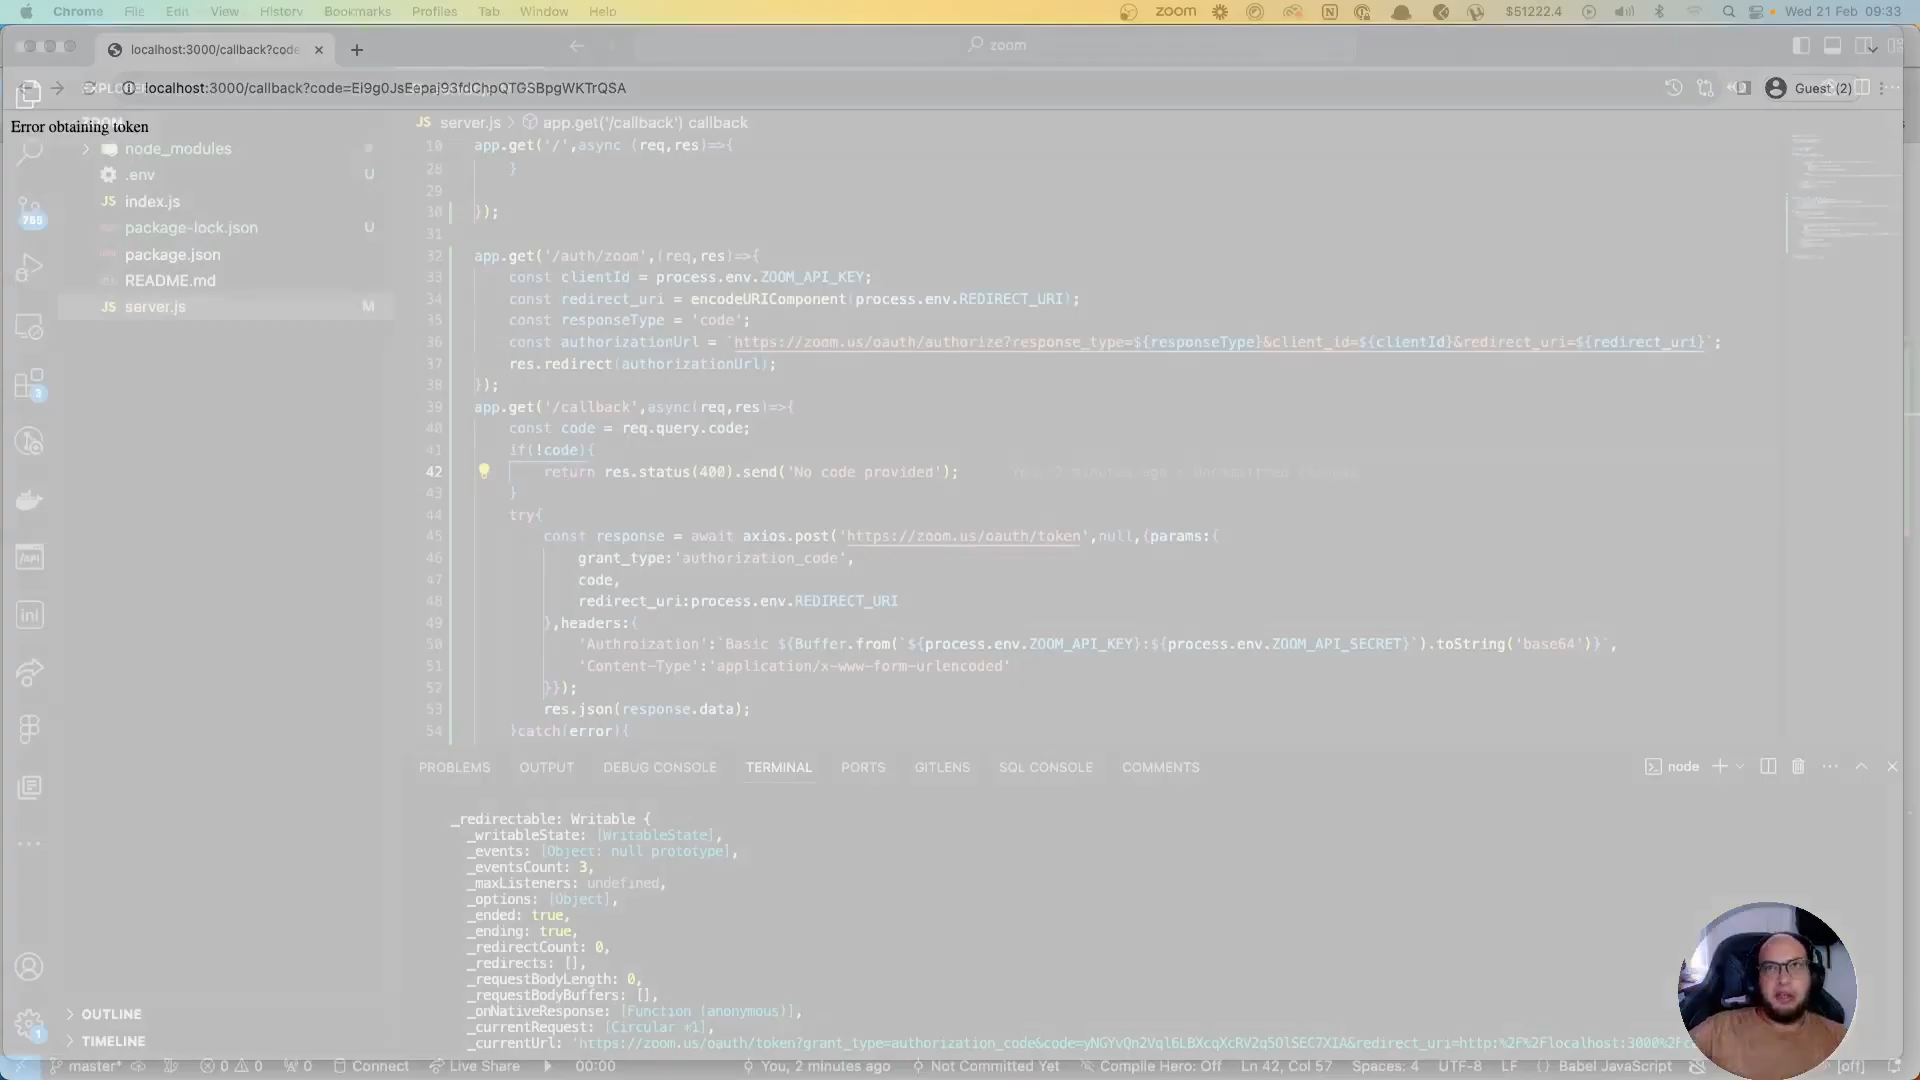 Chrome File Edit View History Bookmarks Profiles Tab Window Help
zoom $51222.4 Wed 21 Feb 09:33
localhost:3000/callback?code
zoom
localhost:3000/callback?code=
Guest (2)
Error obtaining token
node_modules
.env U
index.js
package-lock.json U
package.json
README.md
server.js M
OUTLINE
TIMELINE
JS server.js > app.get('/callback') callback
10 app.get('/',async (req,res)=>{
28 }
29
30 });
31
32 app.get('/auth/zoom',(req,res)=>{
33 const clientId = process.env.ZOOM_API_KEY;
34 const redirect_uri = encodeURIComponent(process.env.REDIRECT_URI);
35 const responseType = 'code';
36 const authorizationUrl = `https://zoom.us/oauth/authorize?response_type=${responseType}&client_id=${clientId}&redirect_uri=${redirect_uri}`;
37 res.redirect(authorizationUrl);
38 });
39 app.get('/callback',async(req,res)=>{
40 const code = req.query.code;
41 if(!code){
42 return res.status(400).send('No code provided'); You, 2 minutes ago • Uncommitted changes
43 }
44 try{
45 const response = await axios.post('https://zoom.us/oauth/token',null,{params:{
46 grant_type:'authorization_code',
47 code,
48 redirect_uri:process.env.REDIRECT_URI
49 },headers:{
50 'Authroization':`Basic ${Buffer.from(`${process.env.ZOOM_API_KEY}:${process.env.ZOOM_API_SECRET}`).toString('base64')}`,
51 'Content-Type':'application/x-www-form-urlencoded'
52 }});
53 res.json(response.data);
54 }catch(error){
PROBLEMS OUTPUT DEBUG CONSOLE TERMINAL PORTS GITLENS SQL CONSOLE COMMENTS
node
_redirectable: Writable {
_writableState: [WritableState],
_events: [Object: null prototype],
_eventsCount: 3,
_maxListeners: undefined,
_options: [Object],
_ended: true,
_ending: true,
_redirectCount: 0,
_redirects: [],
_requestBodyLength: 0,
_requestBodyBuffers: [],
_onNativeResponse: [Function (anonymous)],
_currentRequest: [Circular *1],
_currentUrl: 'https://zoom.us/oauth/token?grant_type=authorization_code&code=yNGYvQn2Vql6LBXcqXcRV2q5OlSEC7XIA&redirect_uri=http:%2F%2Flocalhost:3000%2Fc
master* 0 0 0 Connect Live Share 00:00 You, 2 minutes ago Not Committed Yet Compile Hero: Off Ln 42, Col 57 Spaces: 4 UTF-8 LF {} Babel JavaScript [off]